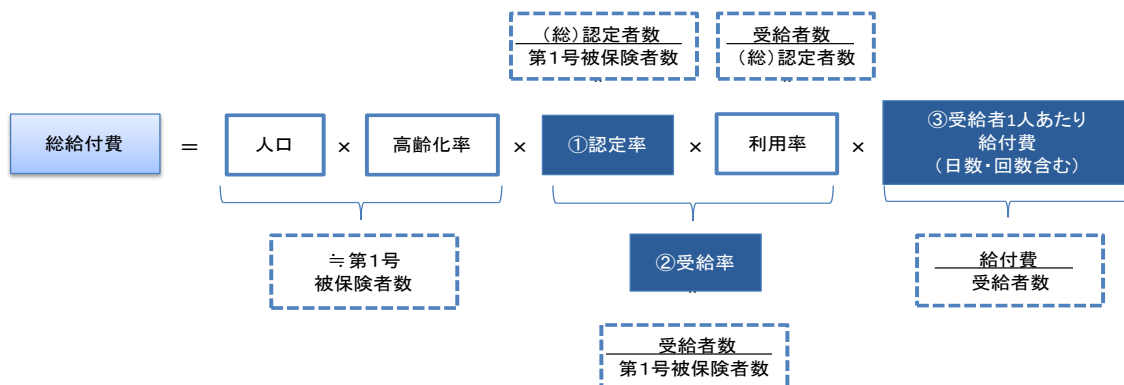 (総)認定者数
第1号被保険者数
受給者数
(総)認定者数
〃
〃
総給付費
=
人口
×
高齢化率
×
①認定率
×
利用率
×
③受給者1人あたり
給付費
(日数・回数含む)
≒第1号
被保険者数
②受給率
〃
給付費
受給者数
受給者数
第1号被保険者数